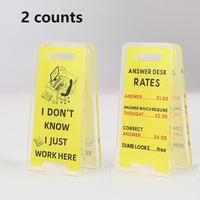 2 counts
I DON'T
KNOW
I JUST
WORK HERE
ANSWER DESK
RATES
ANSWER.............$1.00
ANSWER WHICH REQUIRE
THOUGHT.........$2.50
CORRECT
ANSWER............$4.00
DUMB LOOKS.....free